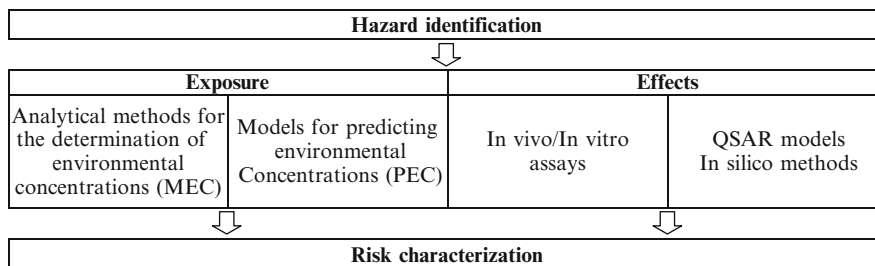 Hazard identification
Exposure
Effects
Analytical methods for
the determination of
environmental
concentrations (MEC)
Models for predicting
environmental
Concentrations (PEC)
In vivo/In vitro
assays
QSAR models
In silico methods
Risk characterization